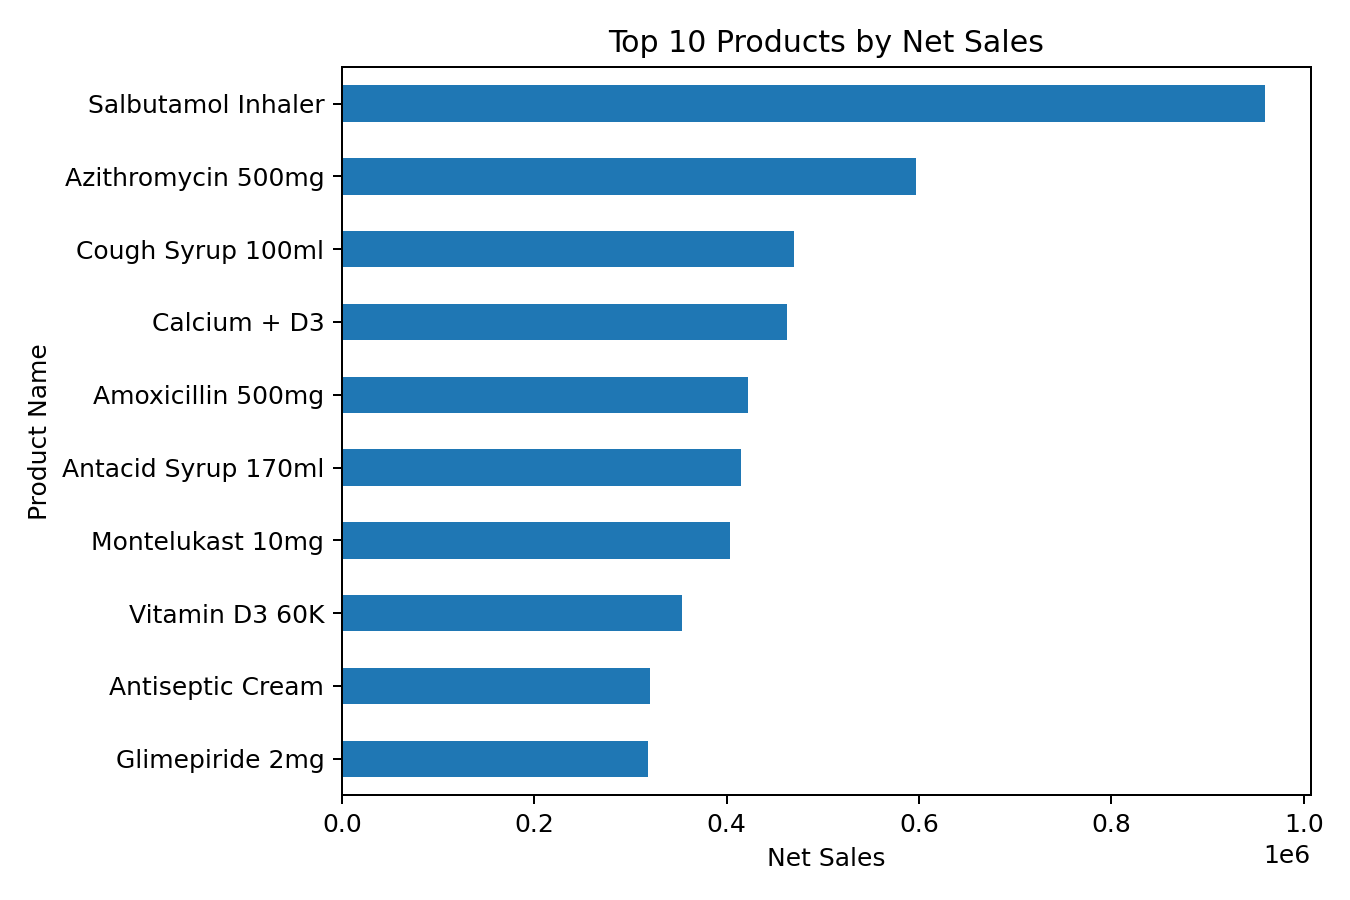 Top 10 Products by Net Sales
Salbutamol Inhaler
Azithromycin 500mg
Cough Syrup 100ml
Calcium + D3
Amoxicillin 500mg
Antacid Syrup 170ml
Montelukast 10mg
Vitamin D3 60K
Antiseptic Cream
Glimepiride 2mg
Product Name
0.0 0.2 0.4 0.6 0.8 1.0
1e6
Net Sales